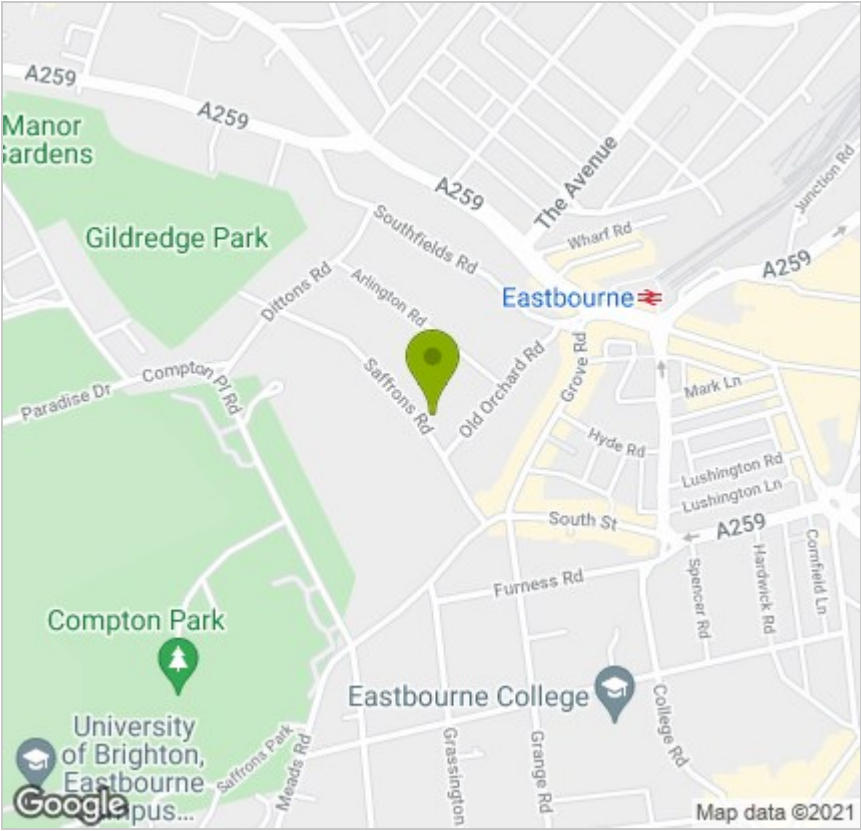 A259
A259
Manor
Gardens
A259
The Avenue
Junction Rd
Southfields Rd
Wharf Rd
Gildredge Park
A259
Dittons Rd
Arlington Rd
Eastbourne
Grove Rd
Saffrons Rd
Old Orchard Rd
Compton Pl Rd
Paradise Dr
Mark Ln
Hyde Rd
Lushington Rd
Lushington Ln
South St
A259
Furness Rd
Spencer Rd
Hardwick Rd
Cornfield Ln
Compton Park
Eastbourne College
College Rd
University
of Brighton,
Eastbourne
Campus...
Saffrons Park
Meads Rd
Grassington
Grange Rd
Google
Map data ©2021